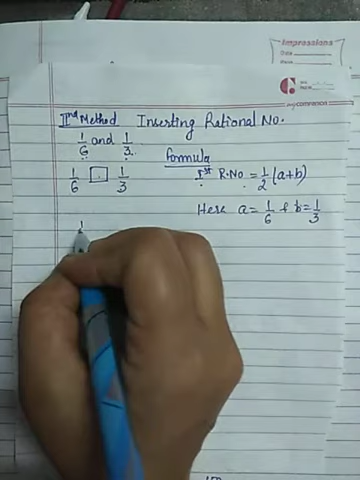 Impressions
IInd Method Inserting Rational No.
1/6 and 1/3
Formula
1/6 □ 1/3
Ist R.No = 1/2 (a+b)
Here a = 1/6 & b = 1/3
1